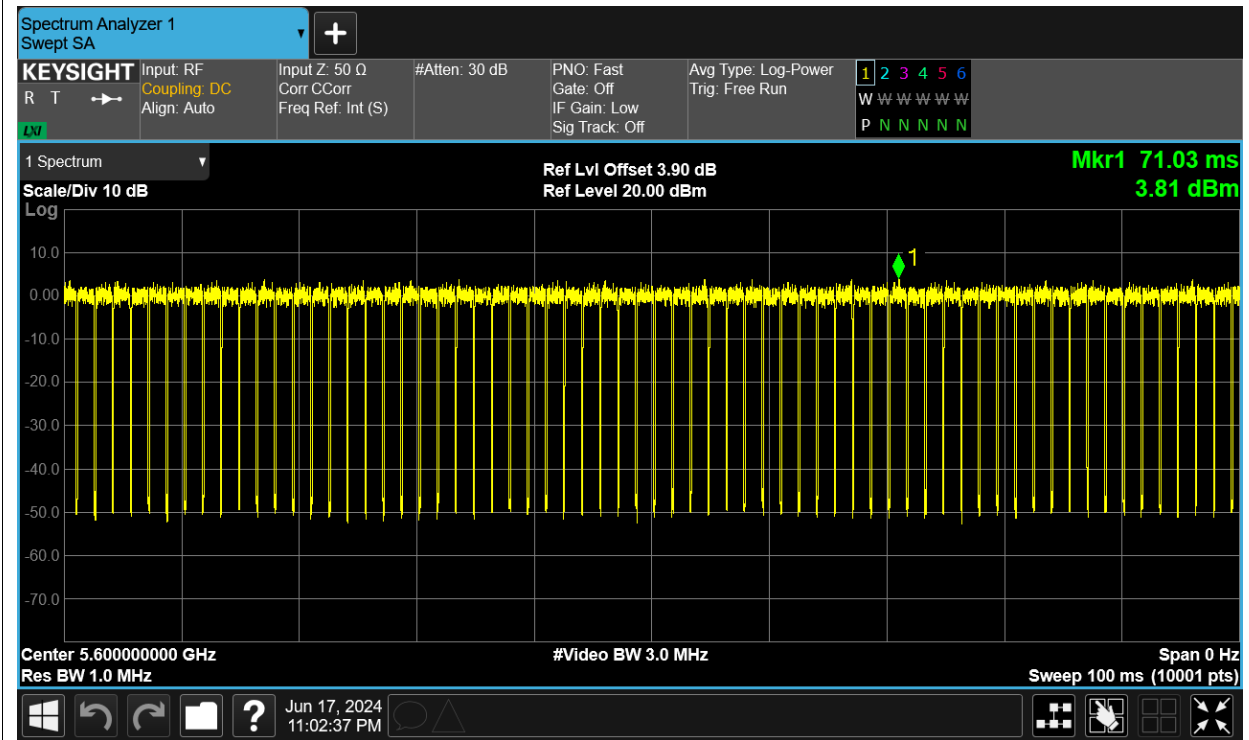 Spectrum Analyzer 1
Swept SA
KEYSIGHT
R T
LXI
Input: RF
Coupling: DC
Align: Auto
Input Z: 50 Ω
Corr CCorr
Freq Ref: Int (S)
#Atten: 30 dB
PNO: Fast
Gate: Off
IF Gain: Low
Sig Track: Off
Avg Type: Log-Power
Trig: Free Run
1 2 3 4 5 6
W W W W W W
P N N N N N
1 Spectrum
Scale/Div 10 dB
Log
Ref Lvl Offset 3.90 dB
Ref Level 20.00 dBm
Mkr1 71.03 ms
3.81 dBm
1
10.0
0.00
-10.0
-20.0
-30.0
-40.0
-50.0
-60.0
-70.0
Center 5.600000000 GHz
#Video BW 3.0 MHz
Span 0 Hz
Res BW 1.0 MHz
Sweep 100 ms (10001 pts)
?
Jun 17, 2024
11:02:37 PM